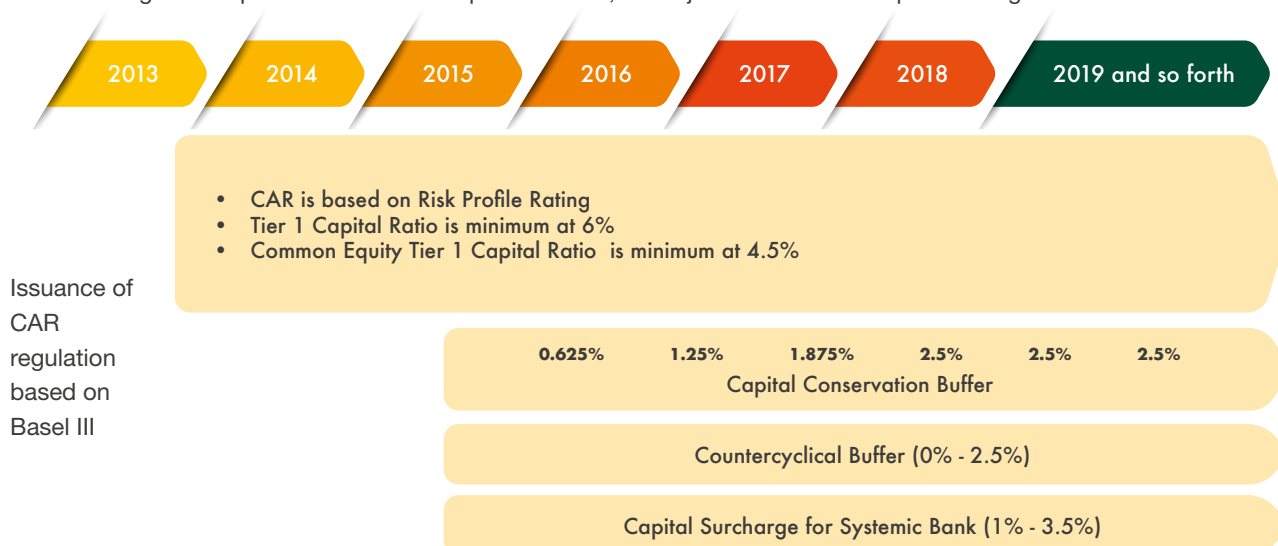 2013
2014
2015
2016
2017
2018
2019 and so forth
• CAR is based on Risk Profile Rating
• Tier 1 Capital Ratio is minimum at 6%
• Common Equity Tier 1 Capital Ratio is minimum at 4.5%
Issuance of
CAR
regulation
based on
Basel III
0.625% 1.25% 1.875% 2.5% 2.5% 2.5%
Capital Conservation Buffer
Countercyclical Buffer (0% - 2.5%)
Capital Surcharge for Systemic Bank (1% - 3.5%)